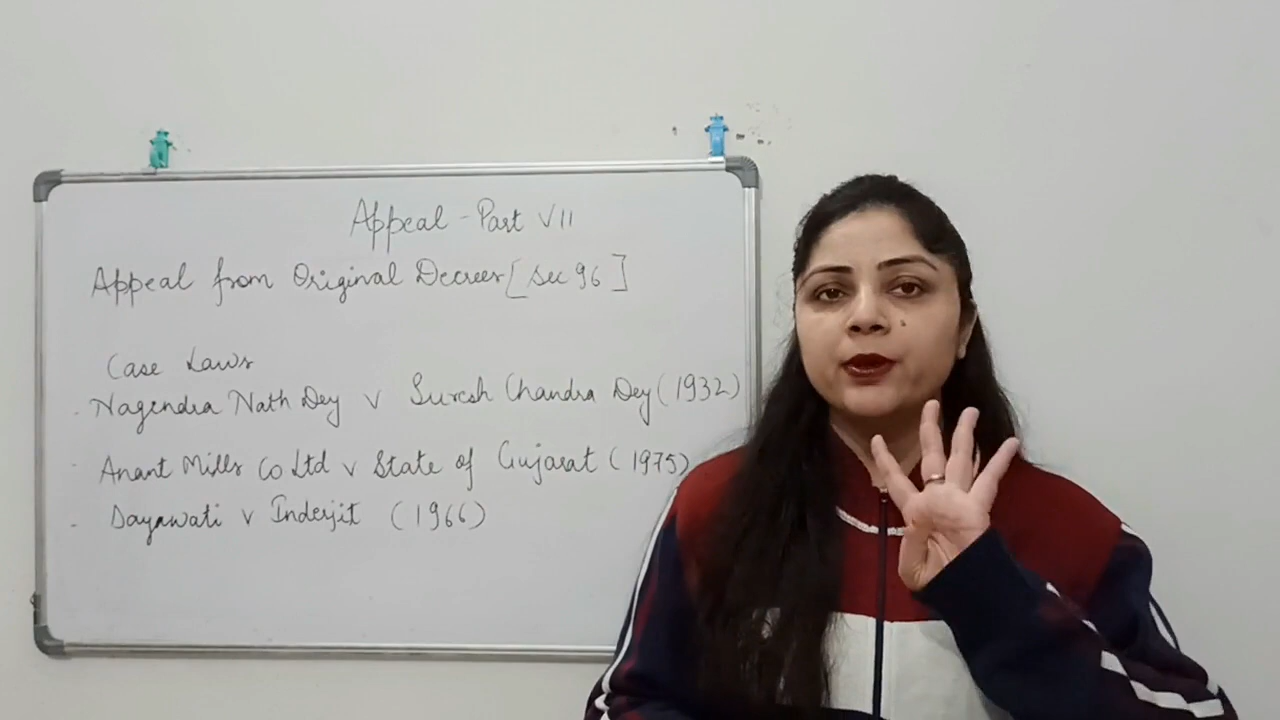 Appeal - Part VII
Appeal from Original Decrees [Sec 96]
Case Laws
- Nagendra Nath Dey v Suresh Chandra Dey (1932)
- Anant Mills Co Ltd v State of Gujarat (1975)
- Dayawati v Inderjit (1966)